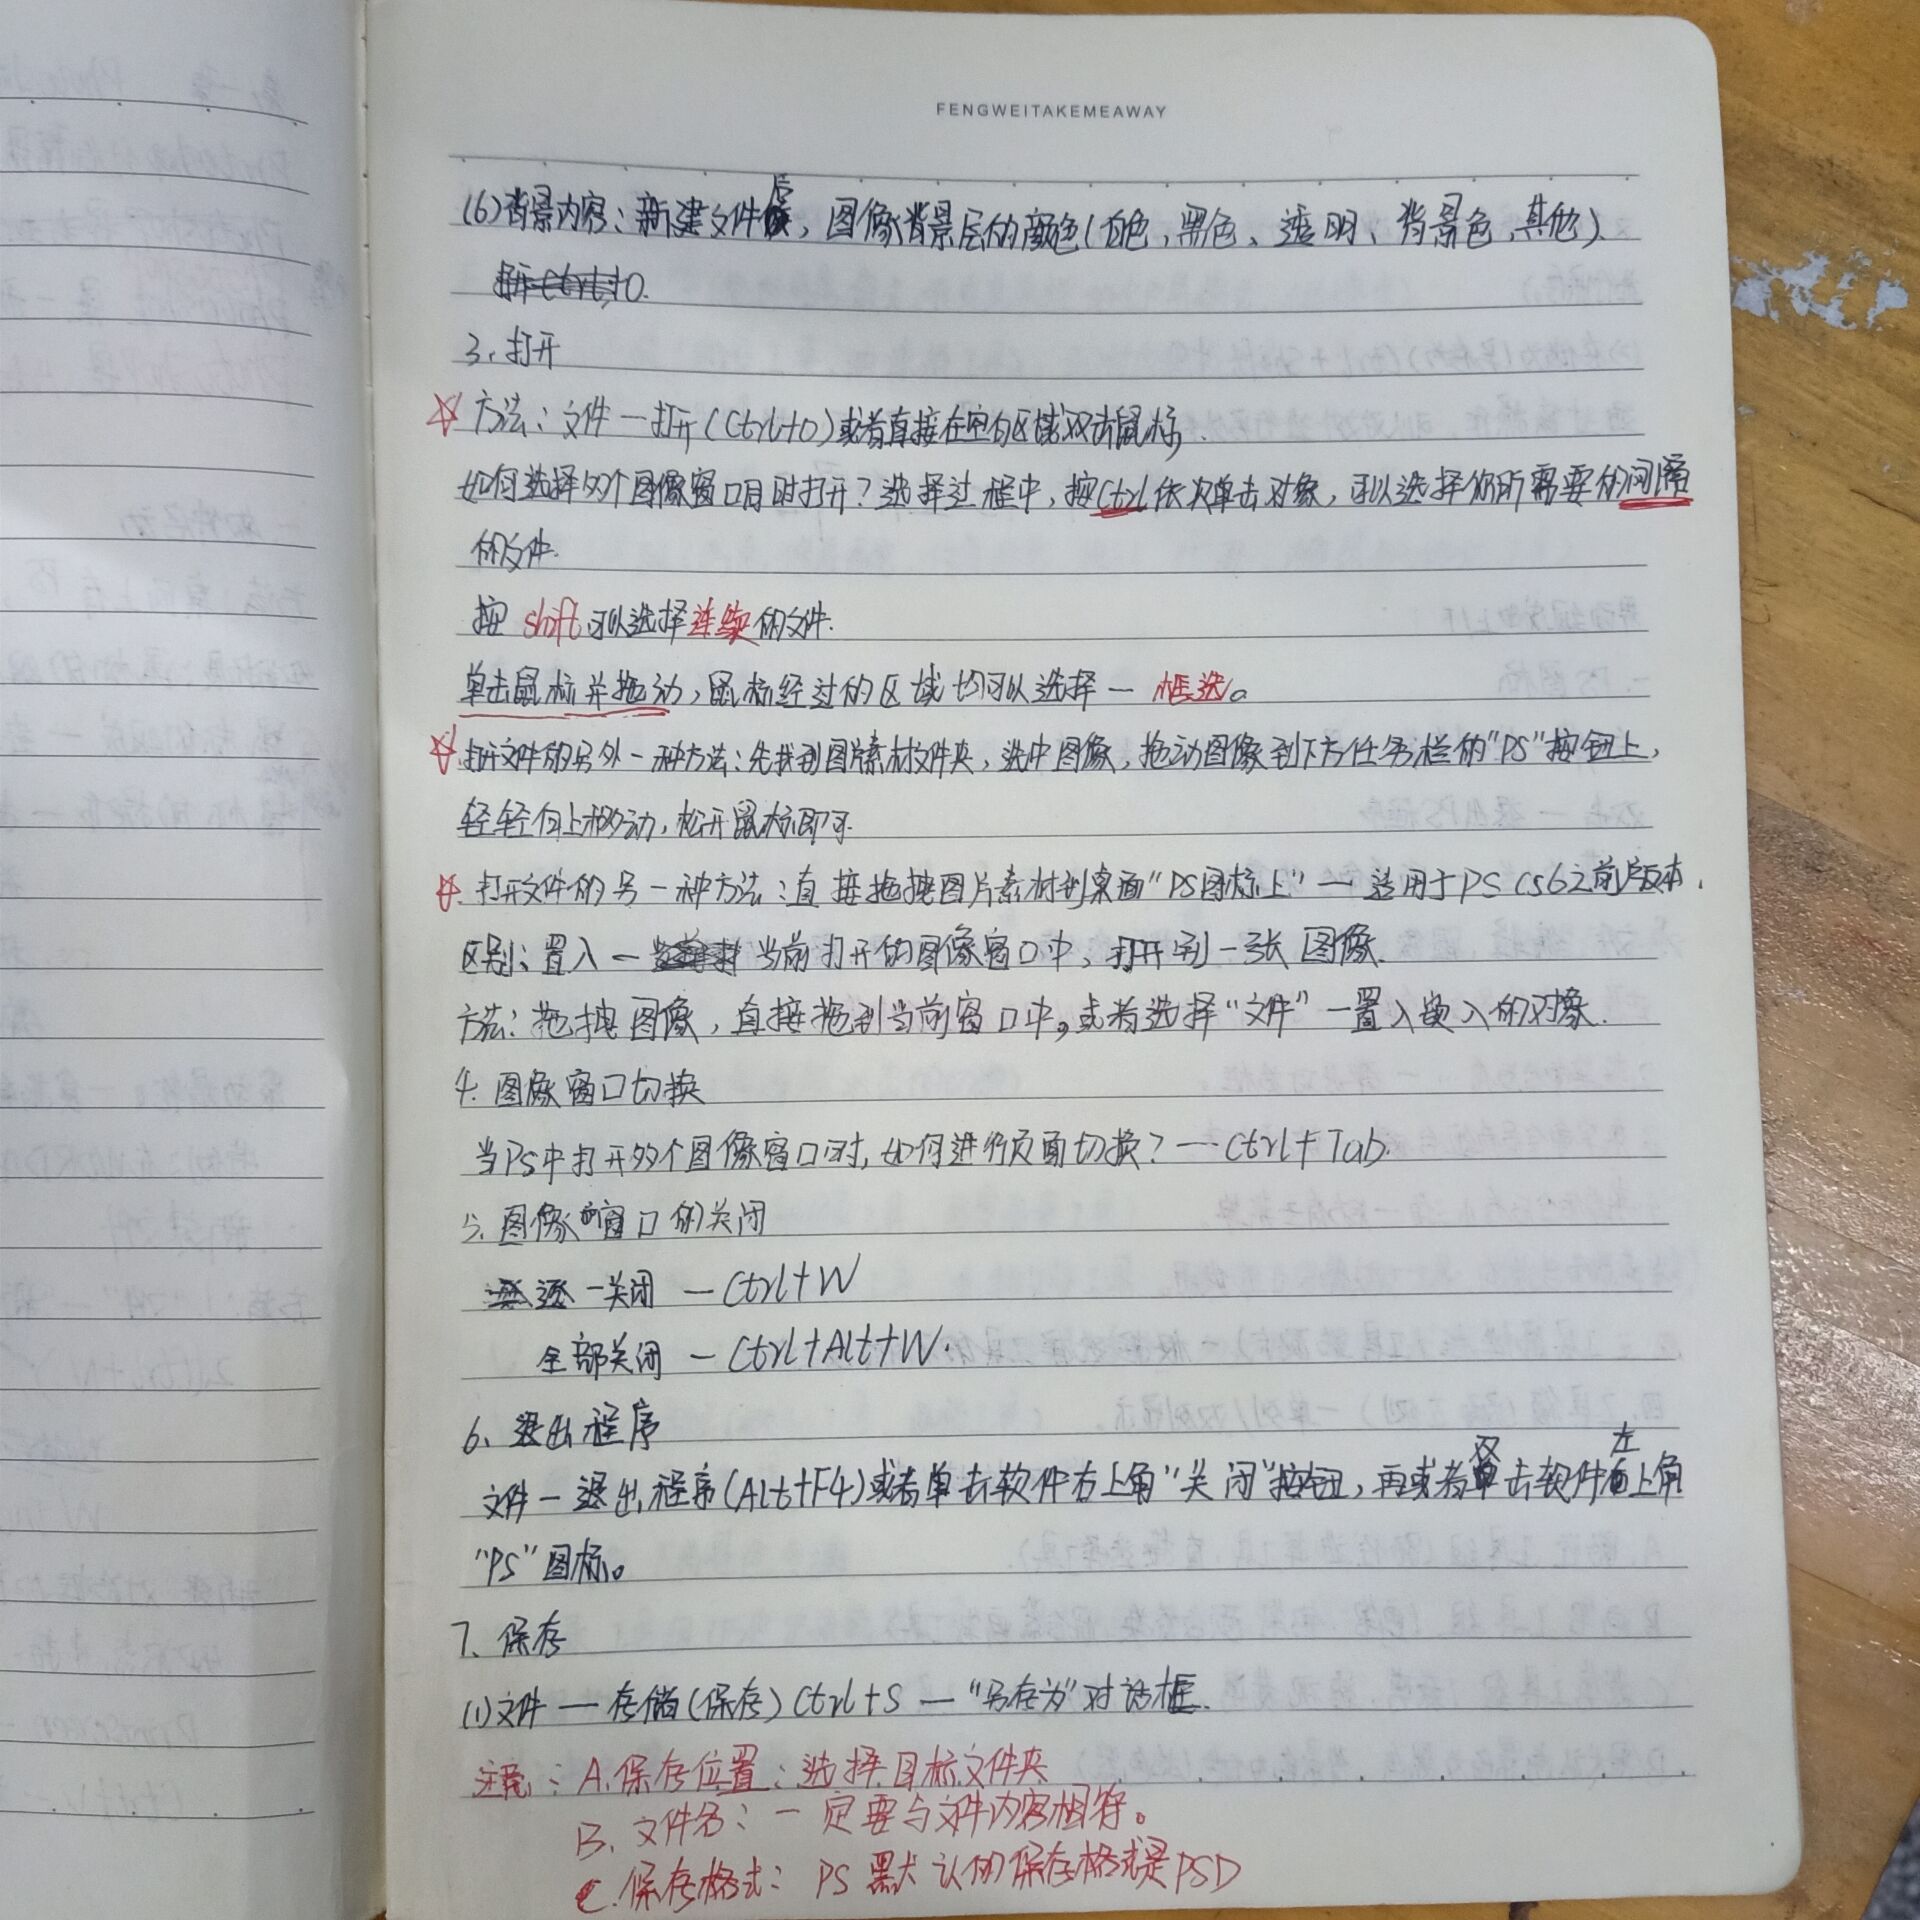 FENGWEITAKEMEAWAY
(6)背景内容：新建文件后，图像背景层的颜色(白色、黑色、透明、背景色，其他).
3、打开
☆ 方法：文件一打开(Ctrl+O)或者直接在空白区域双击鼠标.
如何选择多个图像窗口同时打开？选择过程中，按Ctrl依次单击对象，可以选择你所需要的间隔
的文件.
按 shift 可以选择连续的文件.
单击鼠标并拖动，鼠标经过的区域均可以选择一 框选。
☆ 打开文件的另外一种方法：先找到图片素材文件夹，选中图像，拖动图像到下方任务栏的"PS"按钮上，
轻轻向上移动，松开鼠标即可.
☆ 打开文件的另一种方法：直接拖拽图片素材到桌面"PS图标上" 一 适用于PS CS6之前版本.
区别：置入一 当前打开的图像窗口中，打开到一张图像.
方法：拖拽图像，直接拖到当前窗口中。或者选择"文件" 一置入嵌入的对象.
4. 图像窗口切换
当PS中打开多个图像窗口时，如何进行页面切换？一 Ctrl+Tab.
5. 图像窗口的关闭
逐一关闭 一 Ctrl+W
全部关闭 一 Ctrl+Alt+W.
6、退出程序
文件一退出程序(Alt+F4)或者单击软件右上角"关闭"按钮，再或者双击软件左上角
"PS"图标。
7、保存
(1)文件 一 存储(保存) Ctrl+S 一 "另存为"对话框.
注意：A.保存位置：选择目标文件夹
B. 文件名：一定要与文件内容相符。
C.保存格式：PS 默认的保存格式是PSD